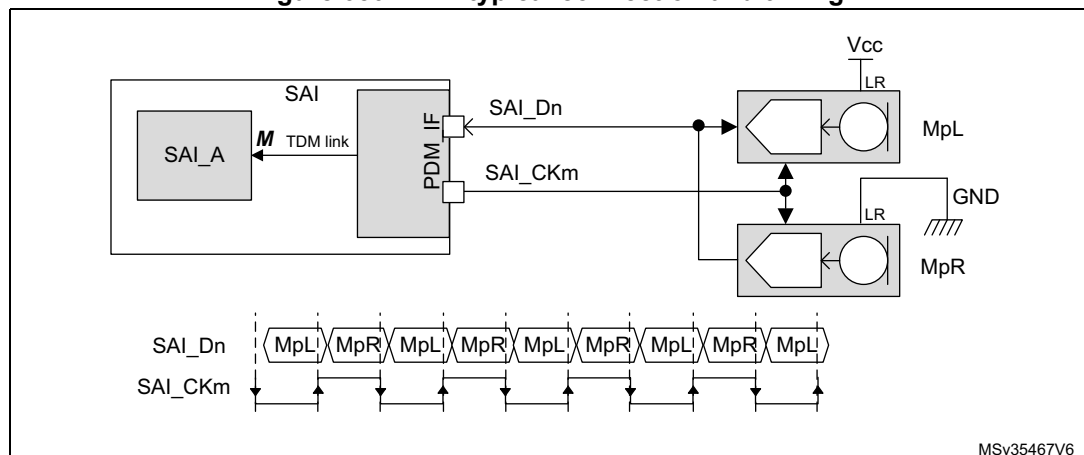 Vcc
LR
SAI
SAI_Dn
MpL
SAI_A
M
TDM link
PDM_IF
SAI_CKm
GND
LR
MpR
SAI_Dn
MpL MpR MpL MpR MpL MpR MpL MpR MpL
SAI_CKm
MSv35467V6